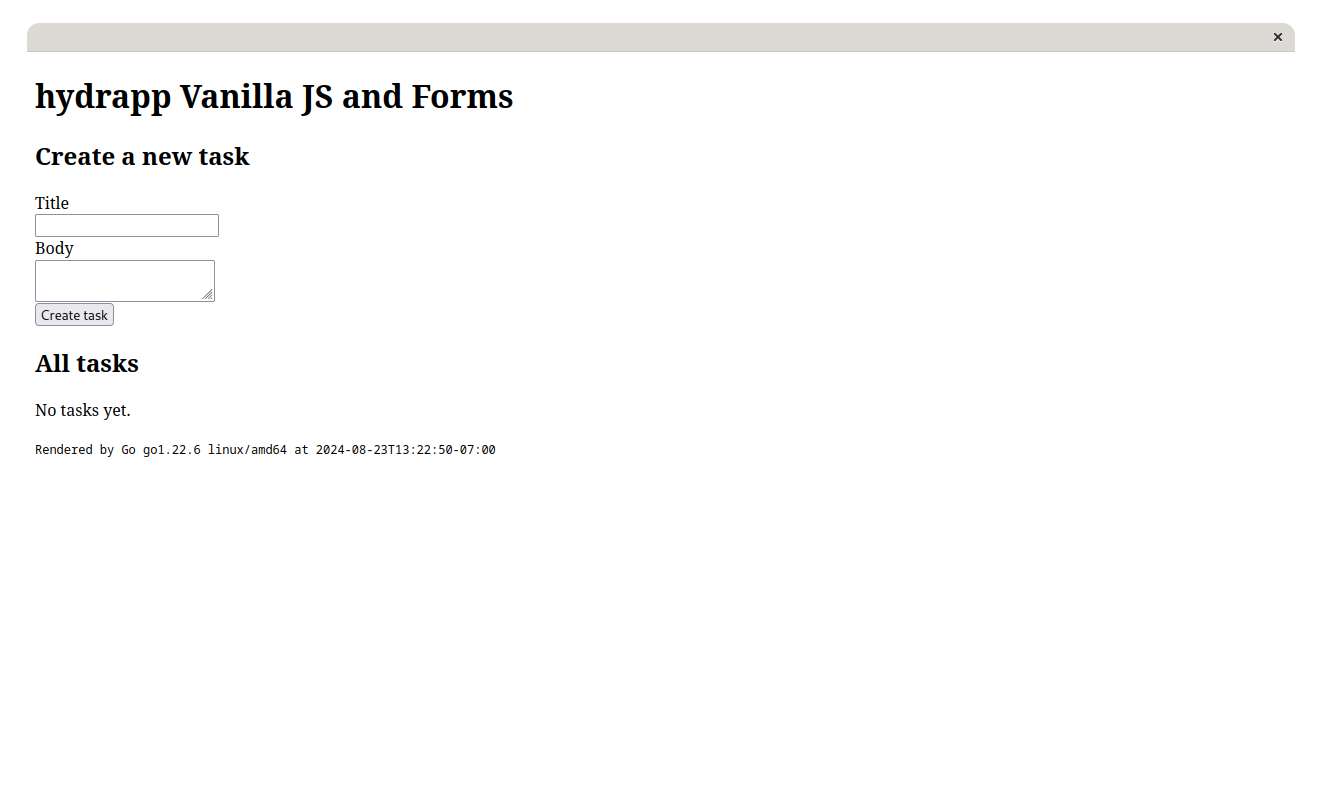 hydrapp Vanilla JS and Forms
Create a new task
Title
Body
Create task
All tasks
No tasks yet.
Rendered by Go go1.22.6 linux/amd64 at 2024-08-23T13:22:50-07:00